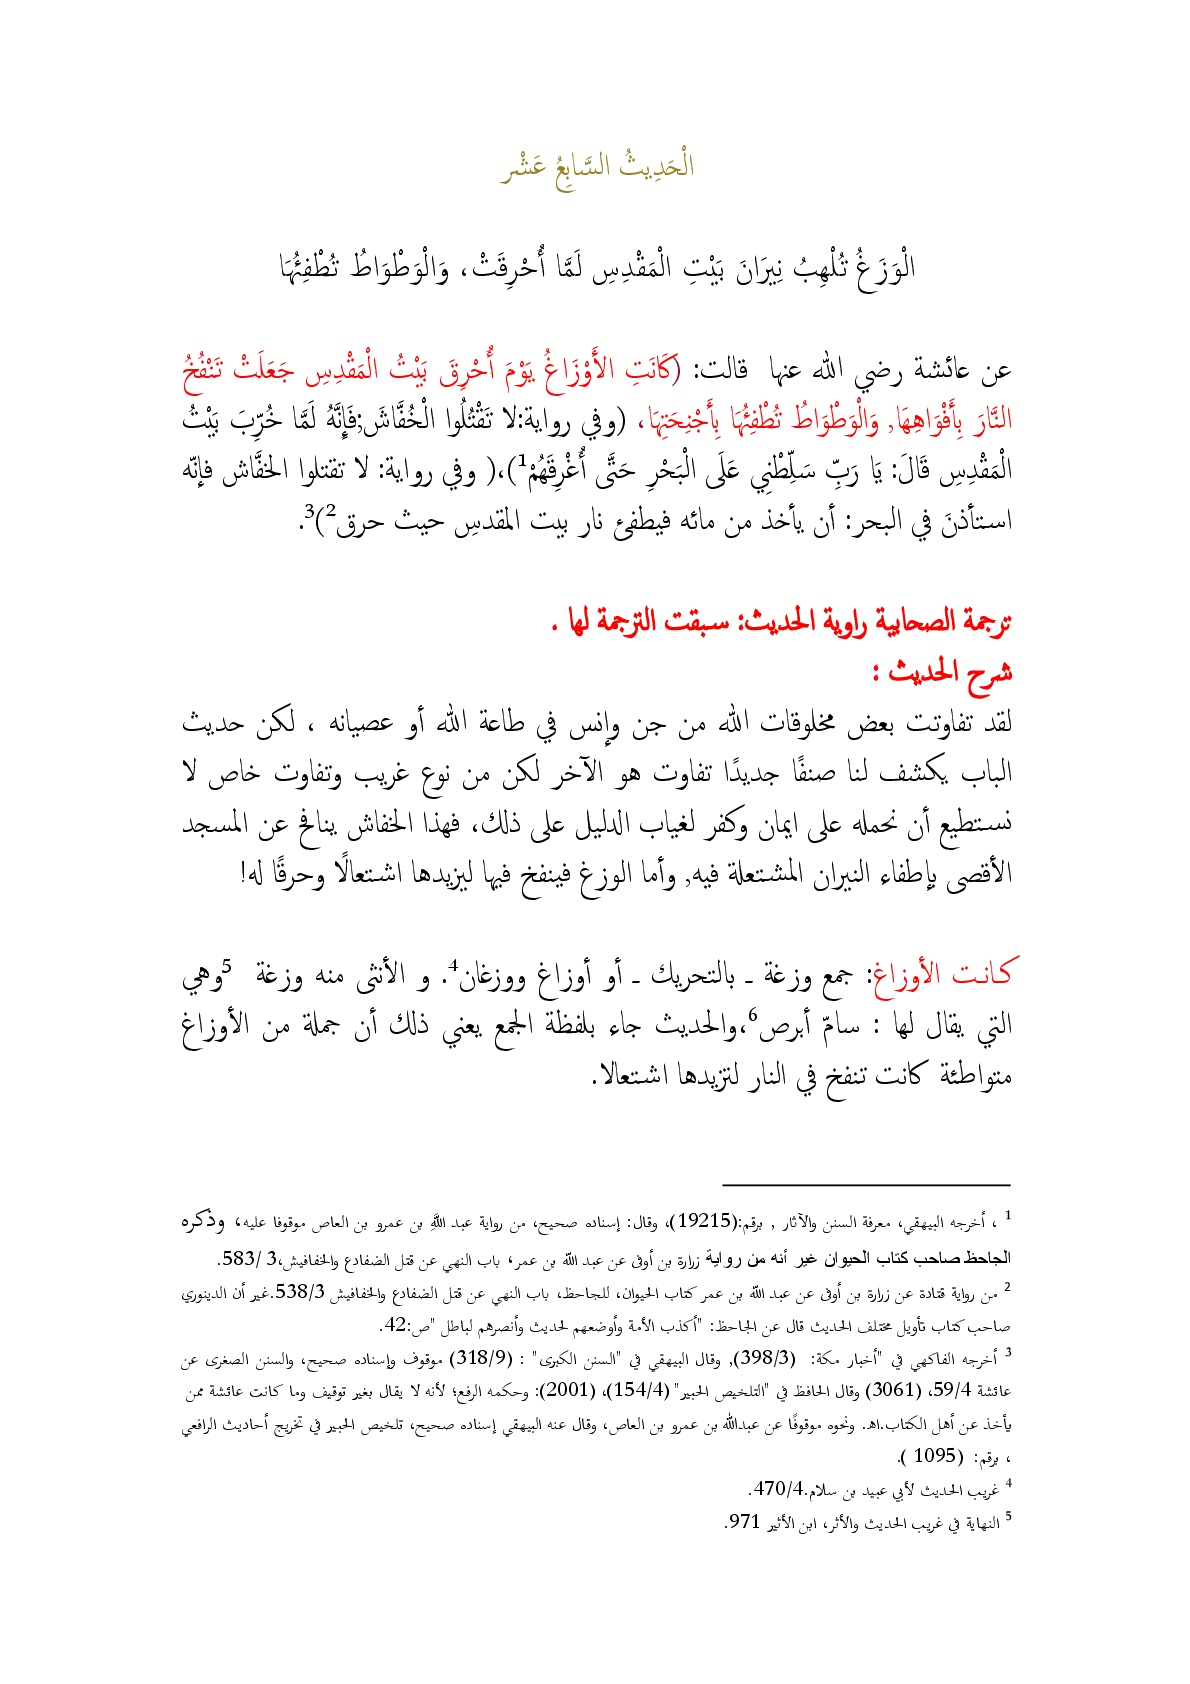 الْحَدِيثُ السَّابِعُ عَشْر
الْوَزَغُ تُلْهِبُ نِيرَانَ بَيْتِ الْمَقْدِسِ لَمَّا أُحْرِقَتْ، وَالْوَطْوَاطُ تُطْفِئُهَا
عن عائشة رضي الله عنها قالت: (كَانَتِ الأَوْزَاغُ يَوْمَ أُحْرِقَ بَيْتُ الْمَقْدِسِ جَعَلَتْ تَنْفُخُ
النَّارَ بِأَفْوَاهِهَا, وَالْوَطْوَاطُ تُطْفِئُهَا بِأَجْنِحَتِهَا، (وفي رواية:لا تَقْتُلُوا الْخُفَّاشَ;فَإِنَّهُ لَمَّا خُرِّبَ بَيْتُ
الْمَقْدِسِ قَالَ: يَا رَبِّ سَلِّطْنِي عَلَى الْبَحْرِ حَتَّى أُغْرِقَهُمْ1)،( وفي رواية: لا تقتلوا الخفَّاش فإنّه
استأذنَ في البحر: أن يأخذ من مائه فيطفئ نار بيت المقدسِ حيث حرق2)3.
ترجمة الصحابية راوية الحديث: سبقت الترجمة لها .
شرح الحديث :
لقد تفاوتت بعض مخلوقات الله من جن وإنس في طاعة الله أو عصيانه ، لكن حديث
الباب يكشف لنا صنفًا جديدًا تفاوت هو الآخر لكن من نوع غريب وتفاوت خاص لا
نستطيع أن نحمله على ايمان وكفر لغياب الدليل على ذلك، فهذا الخفاش ينافح عن المسجد
الأقصى بإطفاء النيران المشتعلة فيه, وأما الوزغ فينفخ فيها ليزيدها اشتعالًا وحرقًا له!
كانت الأوزاغ: جمع وزغة ـ بالتحريك ـ أو أوزاغ ووزغان4. و الأنثى منه وزغة 5وهي
التي يقال لها : سامّ أبرص6،والحديث جاء بلفظة الجمع يعني ذلك أن جملة من الأوزاغ
متواطئة كانت تنفخ في النار لتزيدها اشتعالا.
1 ، أخرجه البيهقي، معرفة السنن والآثار , برقم:(19215)، وقال: إسناده صحيح، من رواية عبد اللَّهِ بن عمرو بن العاص موقوفا عليه، وذكره
الجاحظ صاحب كتاب الحيوان غير أنه من رواية زرارة بن أوفى عن عبد الله بن عمر، باب النهي عن قتل الضفادع والخفافيش،3 /583.
2 من رواية قتادة عن زرارة بن أوفى عن عبد الله بن عمر كتاب الحيوان، للجاحظ، باب النهي عن قتل الضفادع والخفافيش 538/3.غير أن الدينوري
صاحب كتاب تأويل مختلف الحديث قال عن الجاحظ: "أكذب الأمة وأوضعهم لحديث وأنصرهم لباطل "ص:42.
3 أخرجه الفاكهي في "أخبار مكة: (398/3), وقال البيهقي في "السنن الكبرى" : (318/9) موقوف وإسناده صحيح، والسنن الصغرى عن
عائشة 59/4، (3061) وقال الحافظ في "التلخيص الحبير" (154/4)، (2001): وحكمه الرفع؛ لأنه لا يقال بغير توقيف وما كانت عائشة ممن
يأخذ عن أهل الكتاب.اهـ. ونحوه موقوفًا عن عبدالله بن عمرو بن العاص، وقال عنه البيهقي إسناده صحيح، تلخيص الحبير في تخريج أحاديث الرافعي
، برقم: (1095 ).
4 غريب الحديث لأبي عبيد بن سلام.470/4.
5 النهاية في غريب الحديث والأثر، ابن الأثير 971.